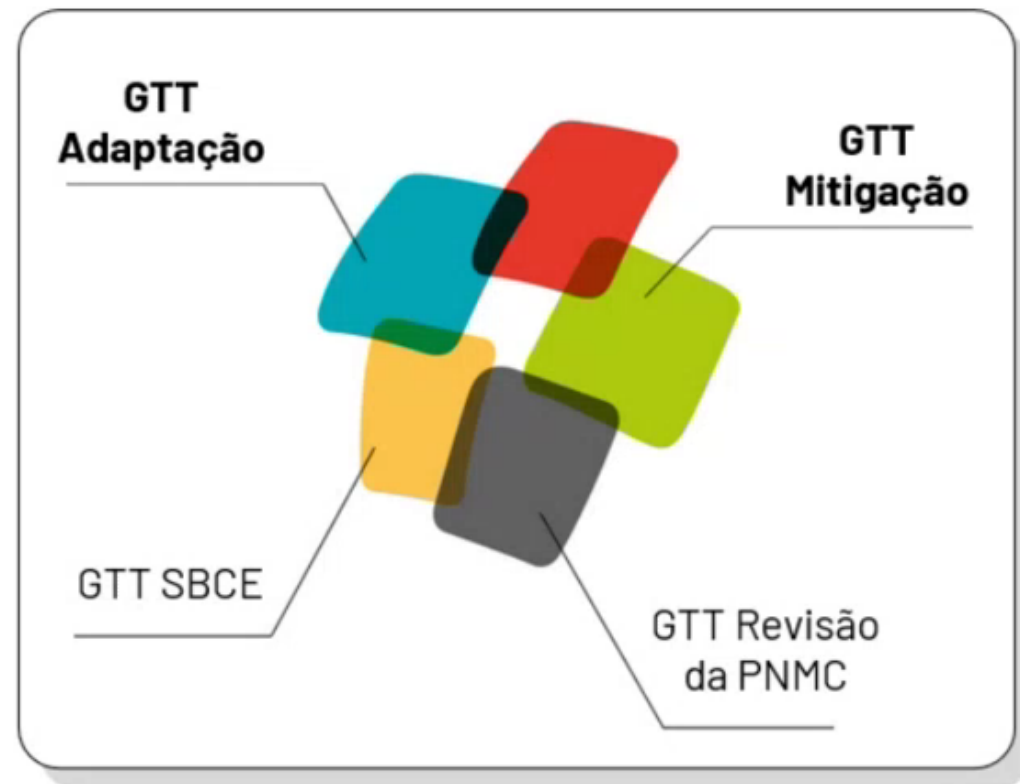 GTT
Adaptação
GTT
Mitigação
GTT SBCE
GTT Revisão
da PNMC